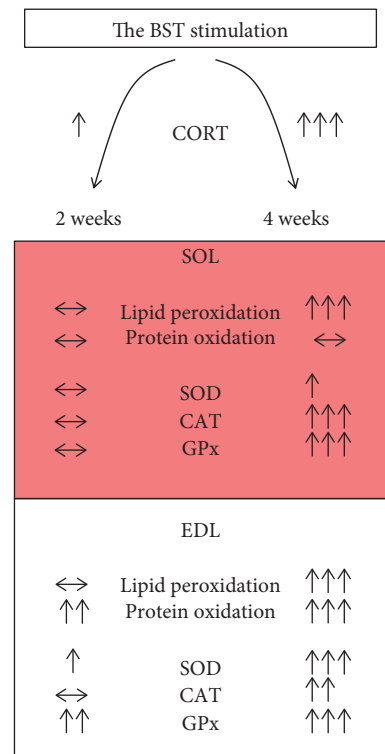 The BST stimulation
↑ CORT ↑↑↑
2 weeks 4 weeks
SOL
↔ Lipid peroxidation ↑↑↑
↔ Protein oxidation ↔
↔ SOD ↑
↔ CAT ↑↑↑
↔ GPx ↑↑↑
EDL
↔ Lipid peroxidation ↑↑↑
↑↑ Protein oxidation ↑↑↑
↑ SOD ↑↑↑
↔ CAT ↑↑
↑↑ GPx ↑↑↑